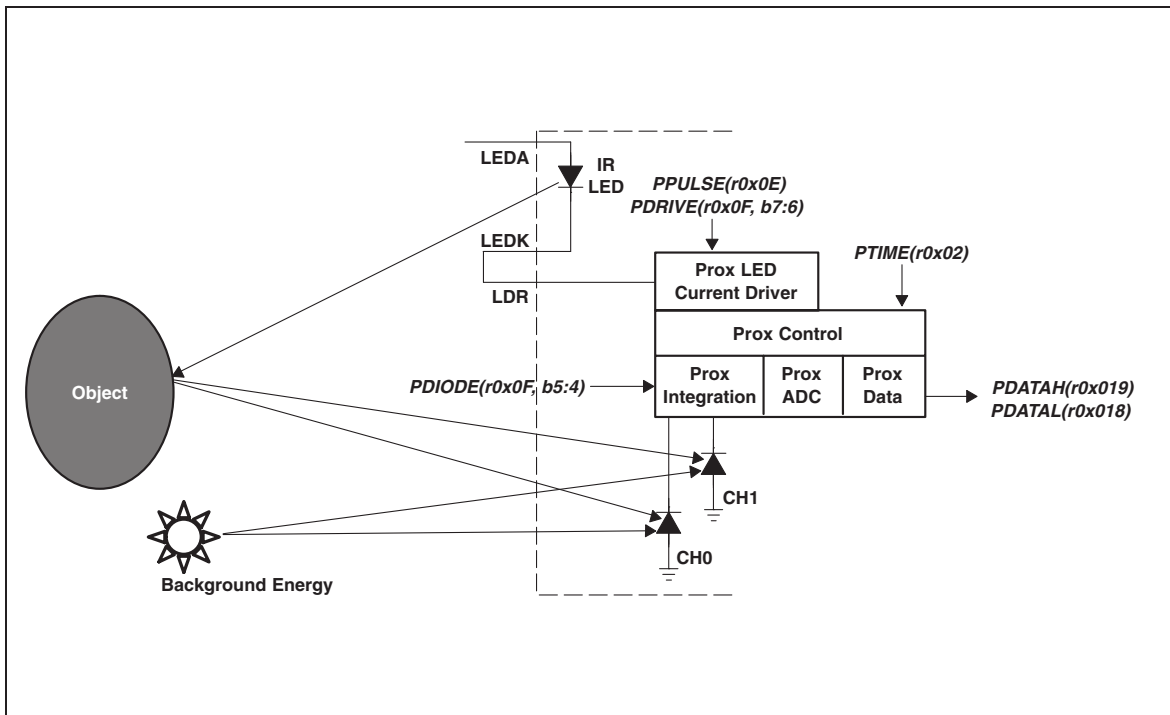 LEDA
IR
LED
PPULSE(r0x0E)
PDRIVE(r0x0F, b7:6)
LEDK
LDR
Prox LED
Current Driver
PTIME(r0x02)
Prox Control
Object
PDIODE(r0x0F, b5:4)
Prox
Integration
Prox
ADC
Prox
Data
PDATAH(r0x019)
PDATAL(r0x018)
CH1
CH0
Background Energy